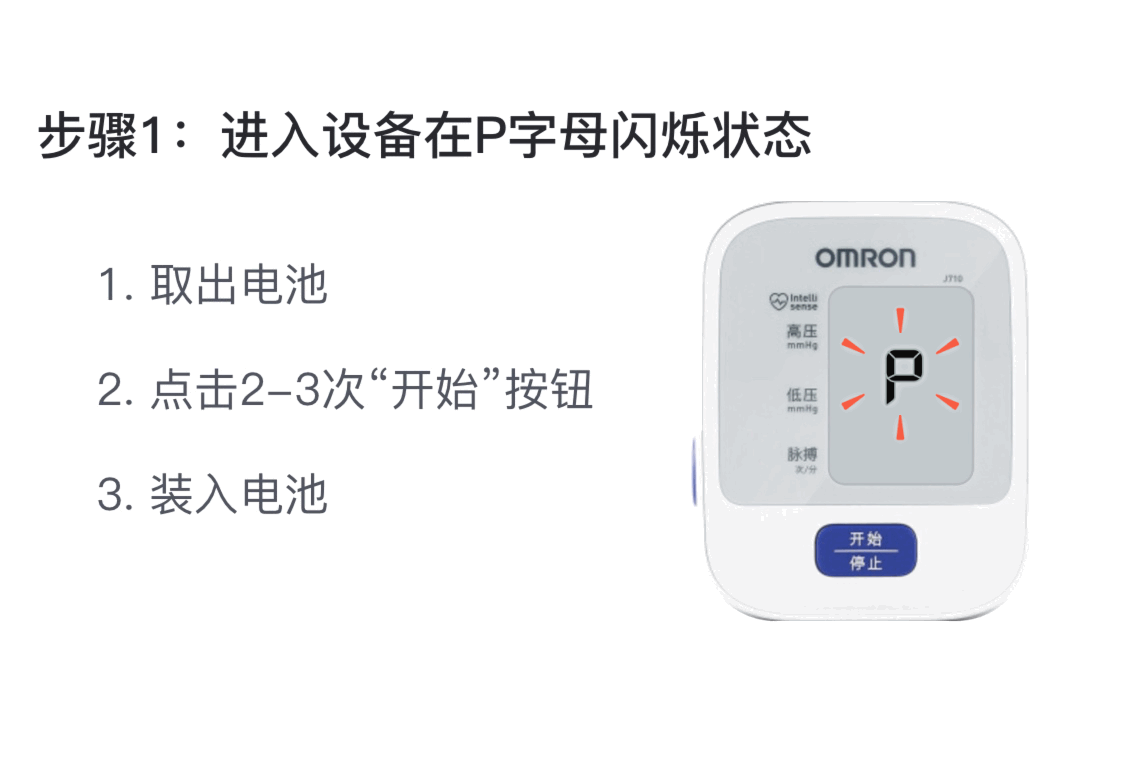 步骤1：进入设备在P字母闪烁状态
1. 取出电池
2. 点击2-3次“开始”按钮
3. 装入电池
OMRON
J710
Intelli
sense
高压
mmHg
P
低压
mmHg
脉搏
次/分
开始
停止